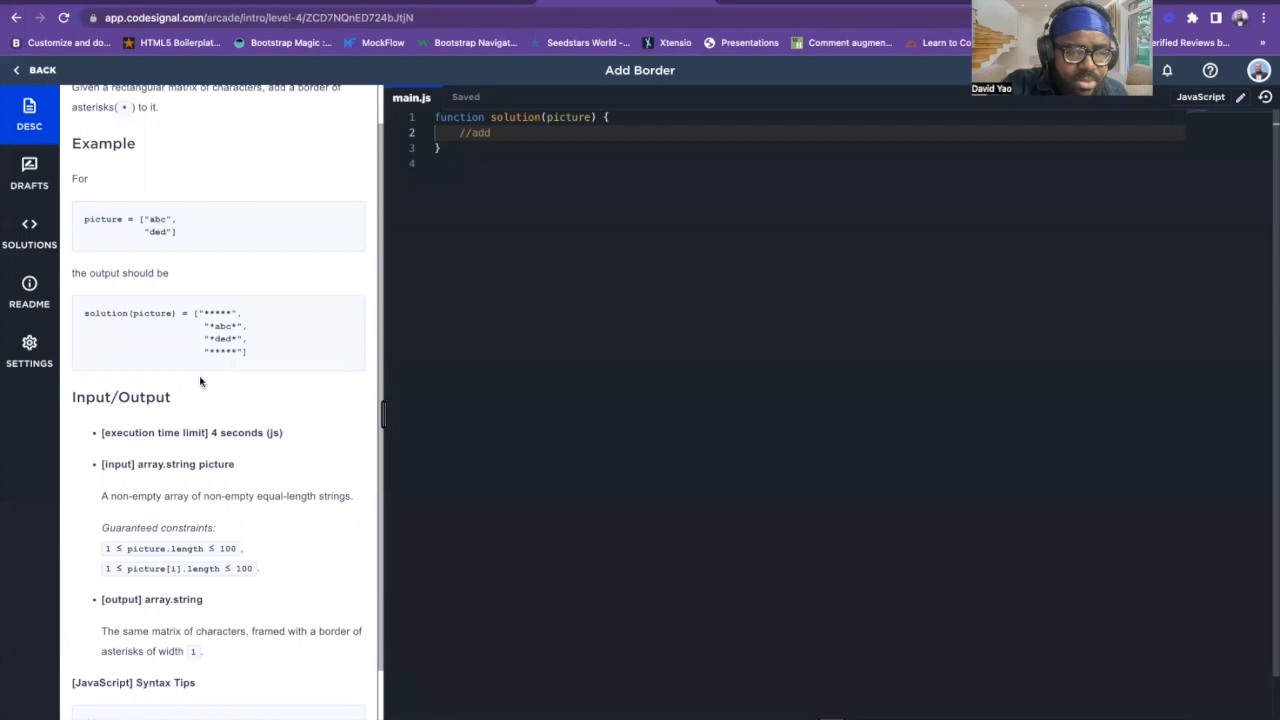 app.codesignal.com/arcade/intro/level-4/ZCD7NQnED724bJtjN
Customize and do...
HTML5 Boilerplat...
Bootstrap Magic :...
MockFlow
Bootstrap Navigat...
Seedstars World -...
Xtensio
Presentations
Comment augmen...
Learn to Co
erified Reviews b...
»
BACK
Add Border
David Yao
DESC
DRAFTS
SOLUTIONS
README
SETTINGS
Given a rectangular matrix of characters, add a border of
asterisks( * ) to it.
Example
For
picture = ["abc",
"ded"]
the output should be
solution(picture) = ["*****",
"*abc*",
"*ded*",
"*****"]
Input/Output
• [execution time limit] 4 seconds (js)
• [input] array.string picture
A non-empty array of non-empty equal-length strings.
Guaranteed constraints:
1 ≤ picture.length ≤ 100 ,
1 ≤ picture[i].length ≤ 100 .
• [output] array.string
The same matrix of characters, framed with a border of
asterisks of width 1 .
[JavaScript] Syntax Tips
main.js
Saved
JavaScript
1 function solution(picture) {
2 //add
3 }
4